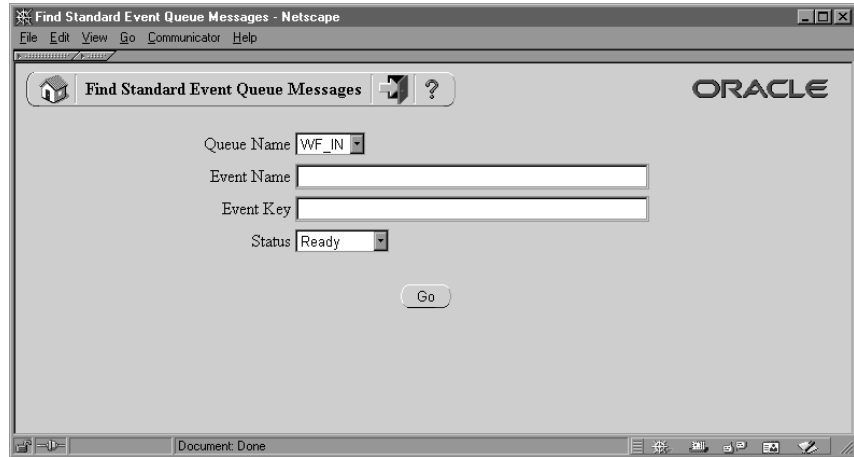 Find Standard Event Queue Messages - Netscape
File Edit View Go Communicator Help
Find Standard Event Queue Messages ?
ORACLE
Queue Name WF_IN
Event Name
Event Key
Status Ready
Go
Document: Done